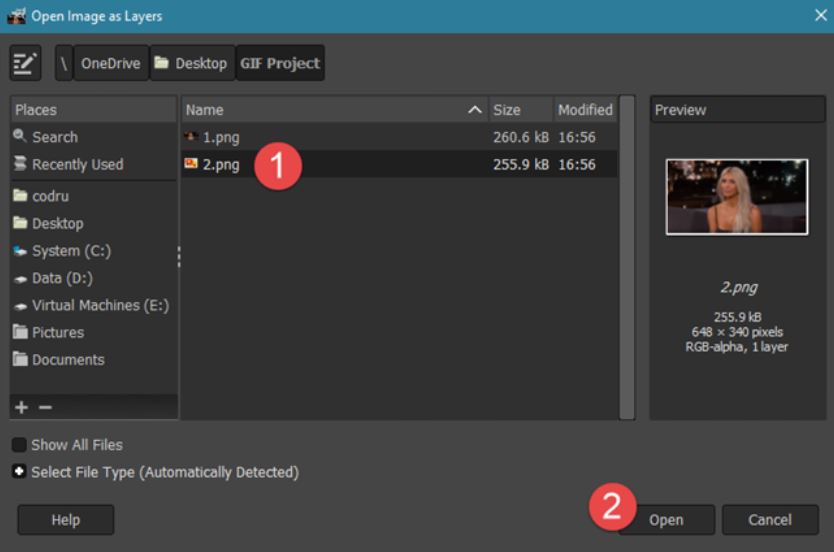 Open Image as Layers
\ OneDrive Desktop GIF Project
Places
Search
Recently Used
codru
Desktop
System (C:)
Data (D:)
Virtual Machines (E:)
Pictures
Documents
Name Size Modified
1.png 260.6 kB 16:56
2.png 1 255.9 kB 16:56
Preview
2.png
255.9 kB
648 × 340 pixels
RGB-alpha, 1 layer
Show All Files
Select File Type (Automatically Detected)
Help 2 Open Cancel